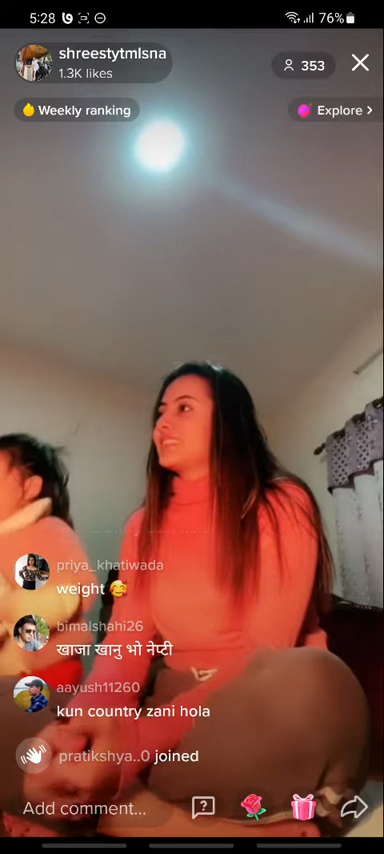 5:28
76%
shreestytmlsna
1.3K likes
353
Weekly ranking
Explore >
priya_khatiwada
weight 🥰
bimalshahi26
खाजा खानु भो नेप्टी
aayush11260
kun country zani hola
pratikshya..0 joined
Add comment...